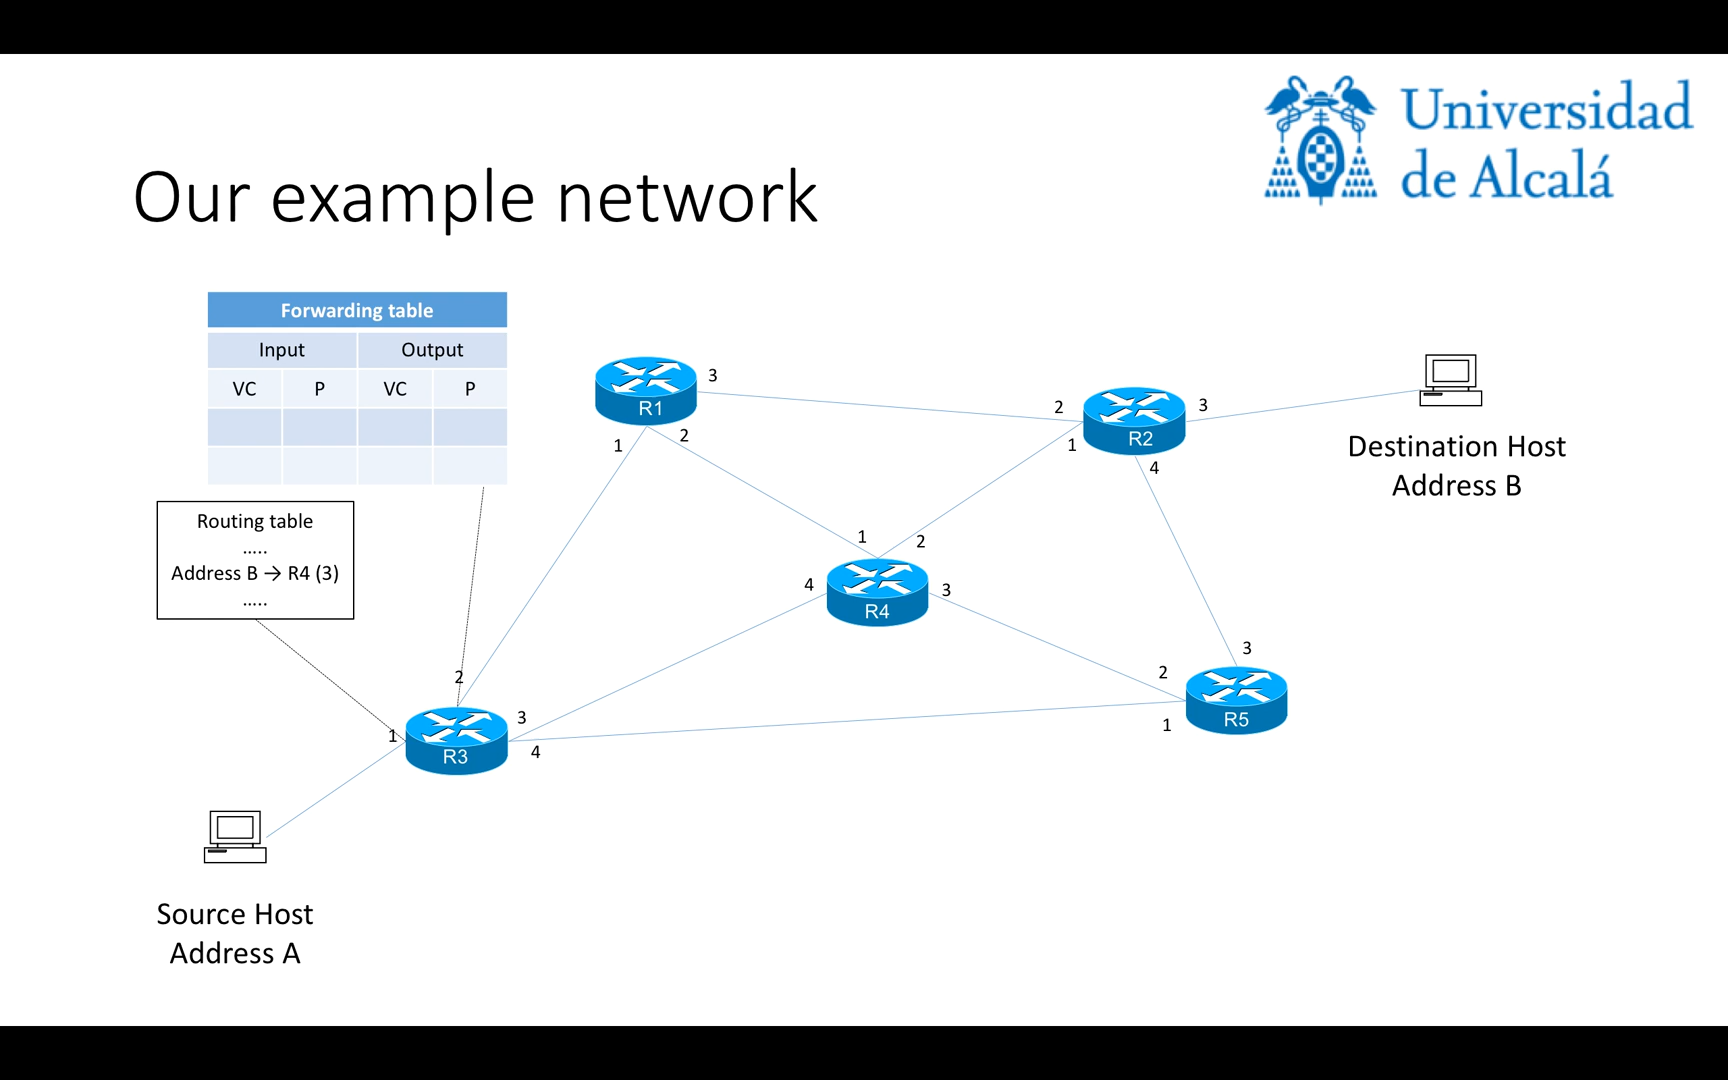 Universidad
de Alcalá
Our example network
Forwarding table
Input Output
VC P VC P
Routing table
.....
Address B → R4 (3)
.....
R1
1
2
3
R2
2
1
3
4
Destination Host
Address B
R4
1
2
4
3
R5
3
2
1
R3
2
1
3
4
Source Host
Address A